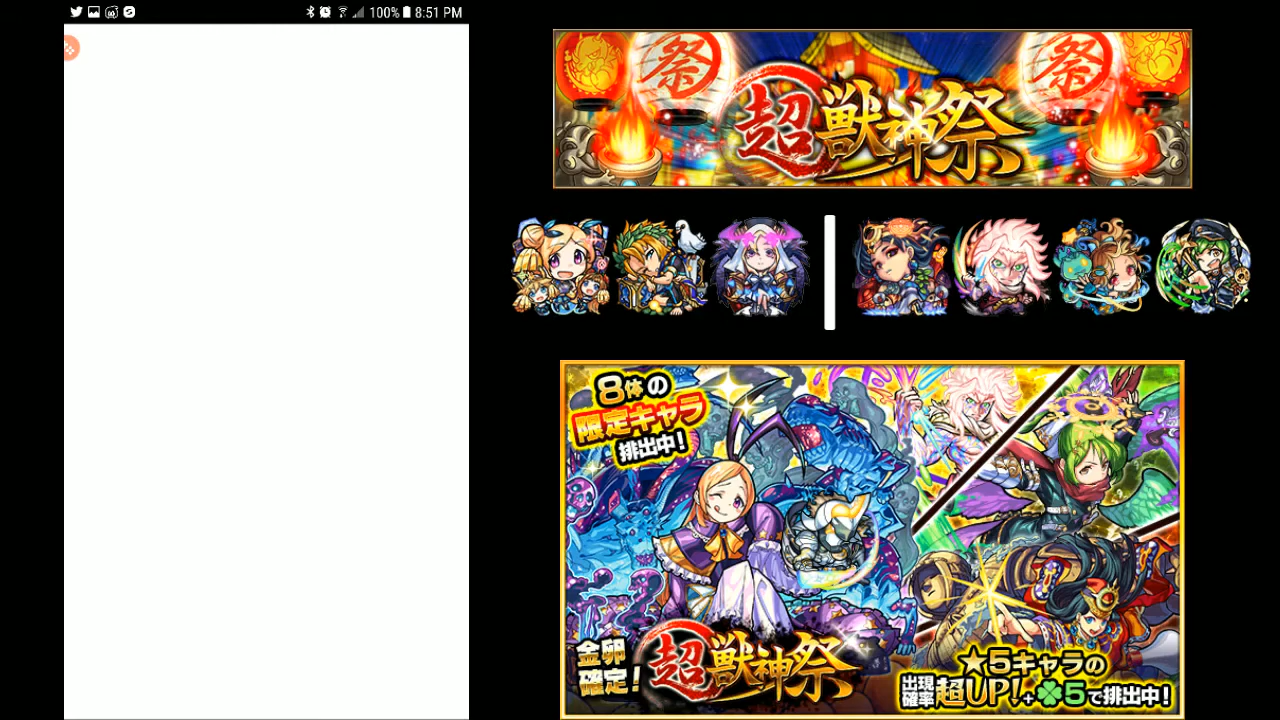 100% 8:51 PM
祭
祭
超獣神祭
8体の
限定キャラ
排出中!
金卵
確定!
超獣神祭
★5キャラの
出現
確率
超UP!+🍀5で排出中!